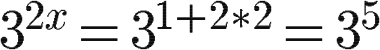 3^{2x} = 3^{1+2*2} = 3^5